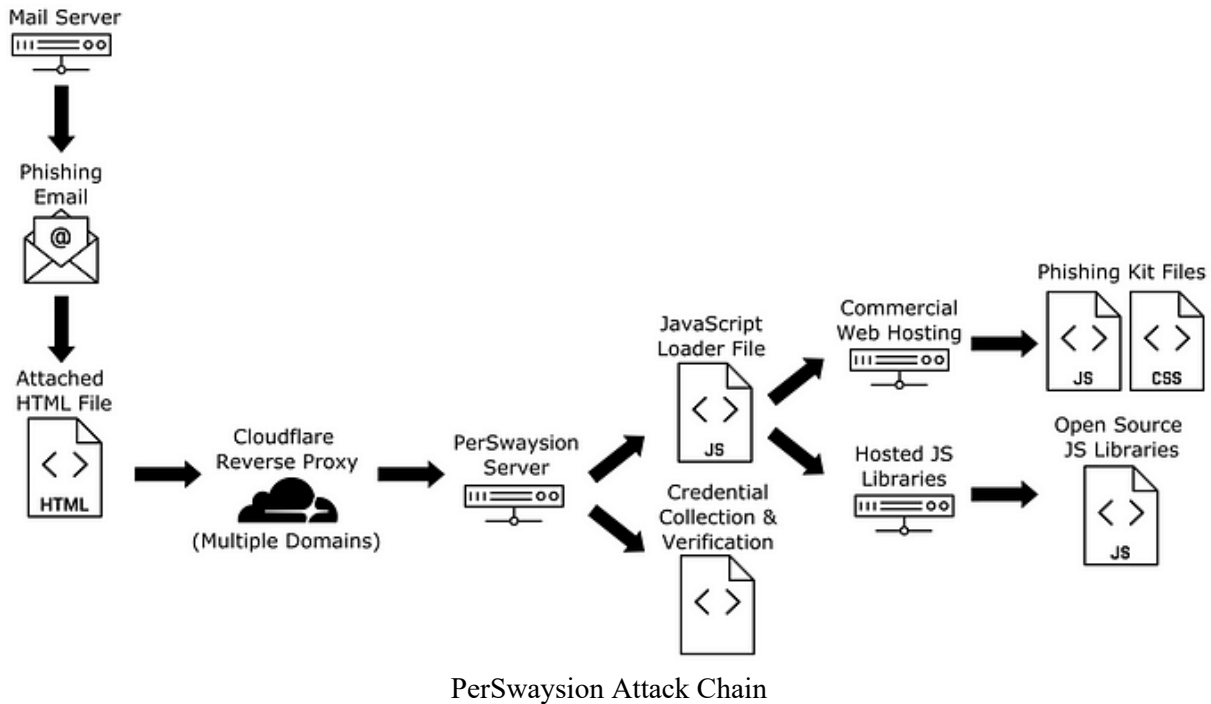 Mail Server
Phishing
Email
@
Attached
HTML File
< >
HTML
Cloudflare
Reverse Proxy
(Multiple Domains)
PerSwaysion
Server
JavaScript
Loader File
< >
JS
Credential
Collection &
Verification
< >
Commercial
Web Hosting
Hosted JS
Libraries
Phishing Kit Files
< >
JS
< >
CSS
Open Source
JS Libraries
< >
JS
PerSwaysion Attack Chain